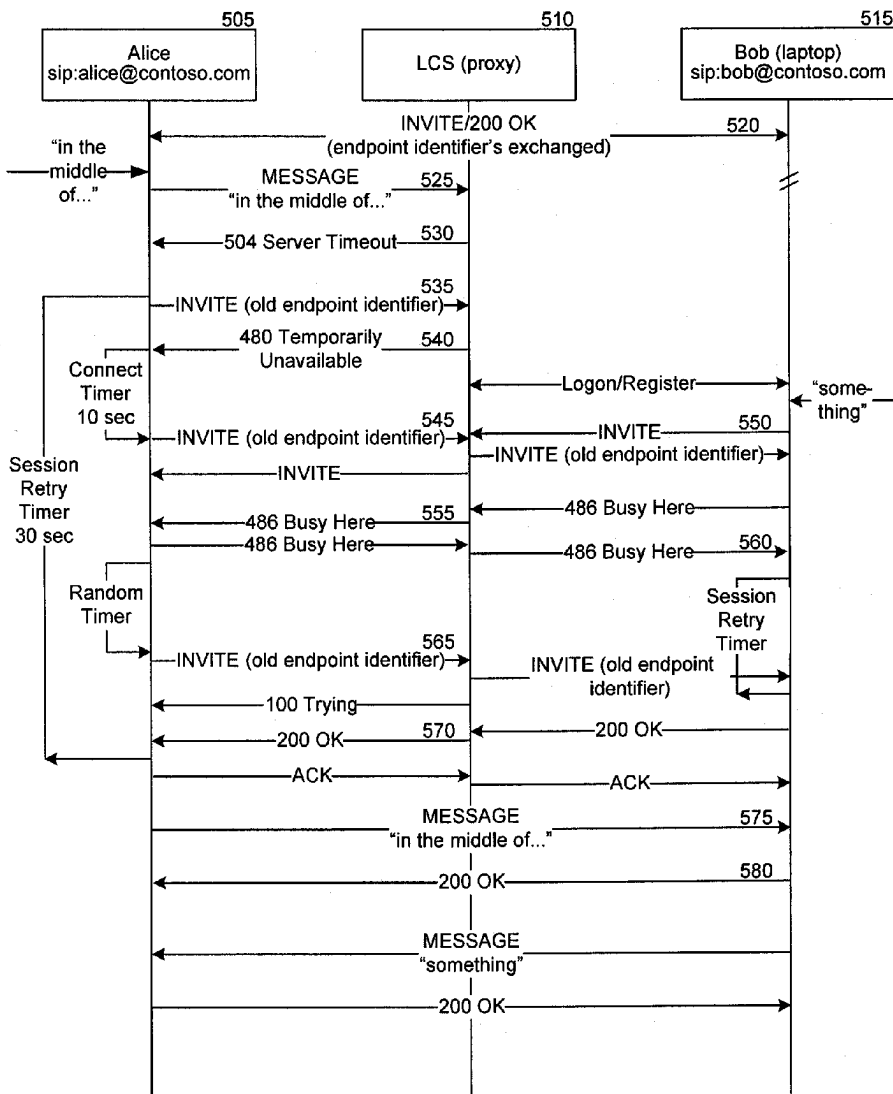 505
510
515
Alice
sip:alice@contoso.com
LCS (proxy)
Bob (laptop)
sip:bob@contoso.com
INVITE/200 OK
520
(endpoint identifier's exchanged)
"in the
middle
of..."
MESSAGE
525
"in the middle of..."
504 Server Timeout
530
535
INVITE (old endpoint identifier)
480 Temporarily
Unavailable
540
Connect
Timer
10 sec
Logon/Register
"some-
thing"
545
INVITE (old endpoint identifier)
550
INVITE
INVITE (old endpoint identifier)
INVITE
Session
Retry
Timer
30 sec
486 Busy Here
555
486 Busy Here
486 Busy Here
486 Busy Here
560
Random
Timer
Session
Retry
Timer
565
INVITE (old endpoint identifier)
INVITE (old endpoint
identifier)
100 Trying
200 OK
570
200 OK
ACK
ACK
MESSAGE
575
"in the middle of..."
200 OK
580
MESSAGE
"something"
200 OK